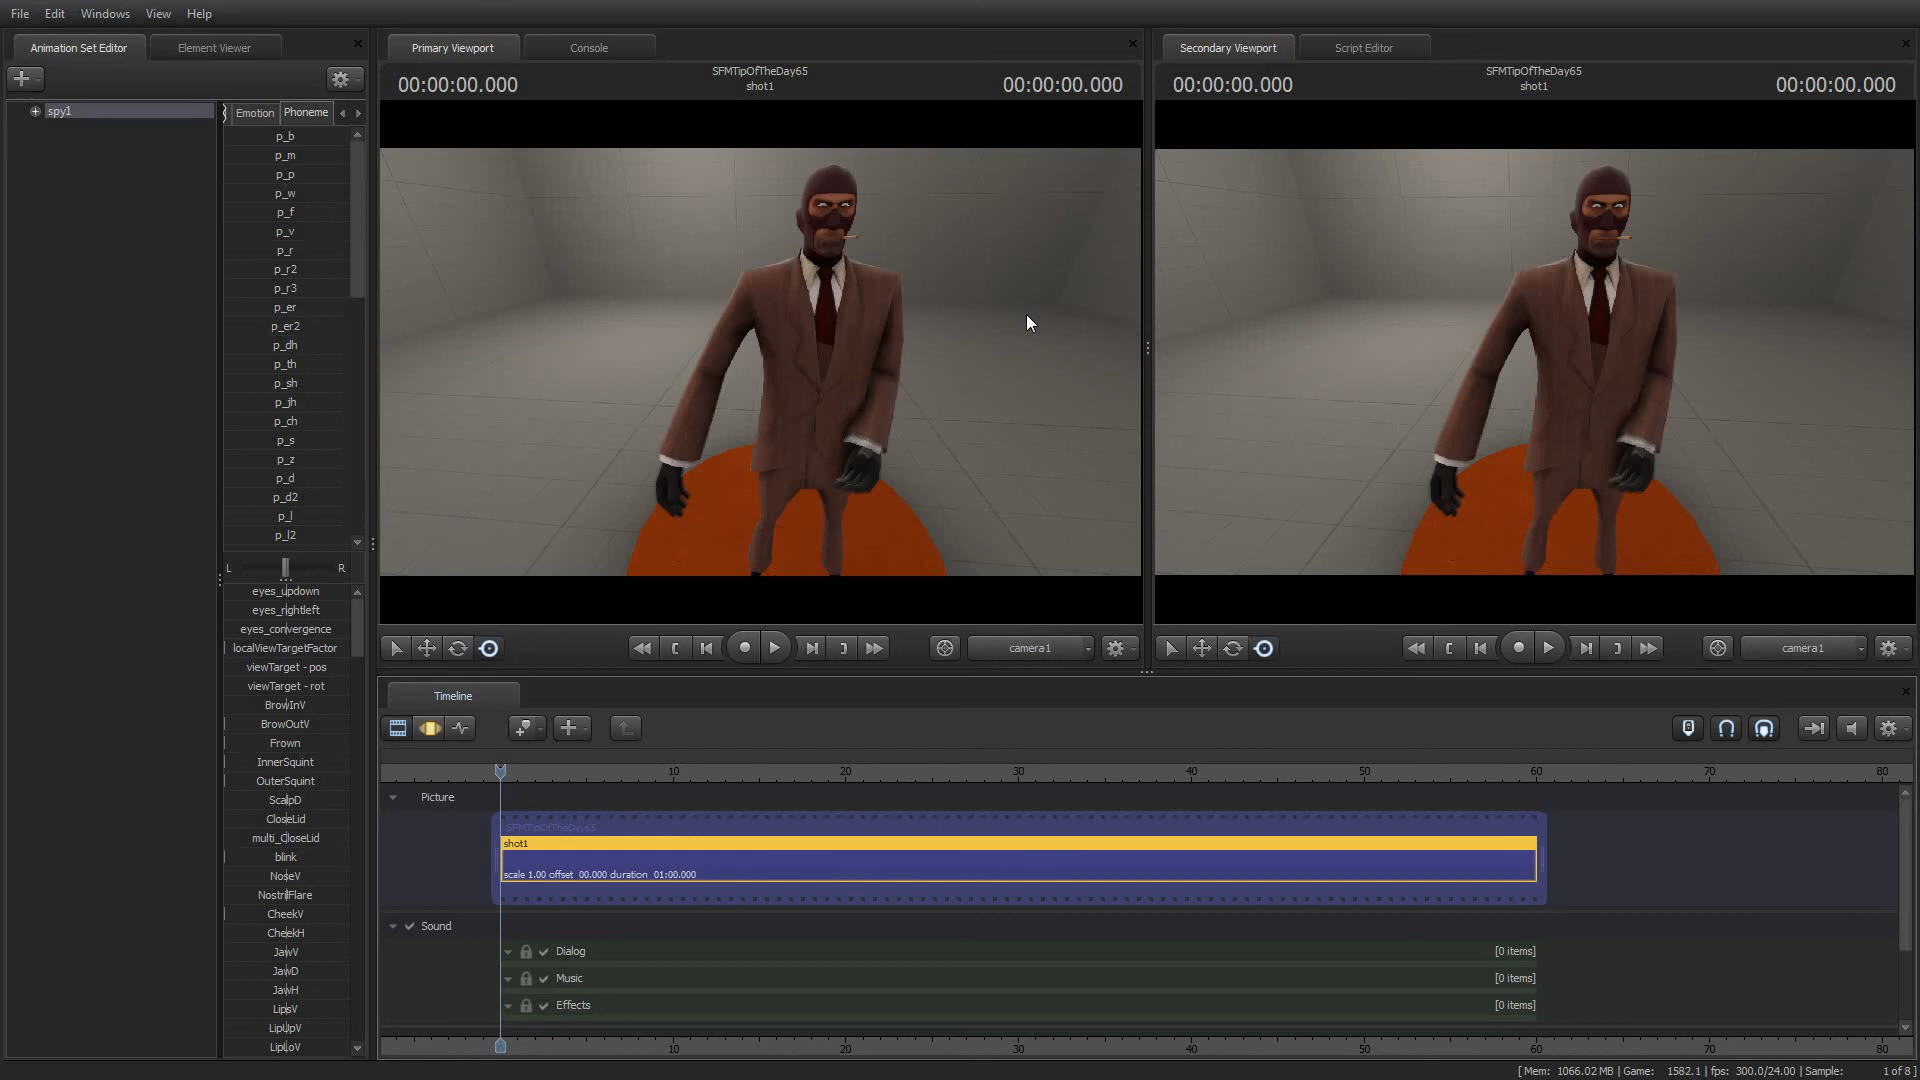 File Edit Windows View Help
Animation Set Editor Element Viewer
spy1
Emotion Phoneme
p_b
p_m
p_p
p_w
p_f
p_v
p_r
p_r2
p_r3
p_er
p_er2
p_dh
p_th
p_sh
p_jh
p_ch
p_s
p_z
p_d
p_d2
p_l
p_l2
L R
eyes_updown
eyes_rightleft
eyes_convergence
localViewTargetFactor
viewTarget - pos
viewTarget - rot
BrowInV
BrowOutV
Frown
InnerSquint
OuterSquint
ScalpD
CloseLid
multi_CloseLid
blink
NoseV
NostrilFlare
CheekV
CheekH
JawV
JawD
JawH
LipsV
LipUpV
LipLoV
Primary Viewport Console
00:00:00.000
SFMTipOfTheDay65
shot1
00:00:00.000
camera1
Secondary Viewport Script Editor
00:00:00.000
SFMTipOfTheDay65
shot1
00:00:00.000
camera1
Timeline
10 20 30 40 50 60 70 80
Picture
SFMTipOfTheDay65
shot1
scale 1.00 offset 00.000 duration 01:00.000
Sound
Dialog [0 items]
Music [0 items]
Effects [0 items]
10 20 30 40 50 60 70 80
[ Mem: 1066.02 MB | Game: 1582.1 | fps: 300.0/24.00 | Sample: 1 of 8 ]